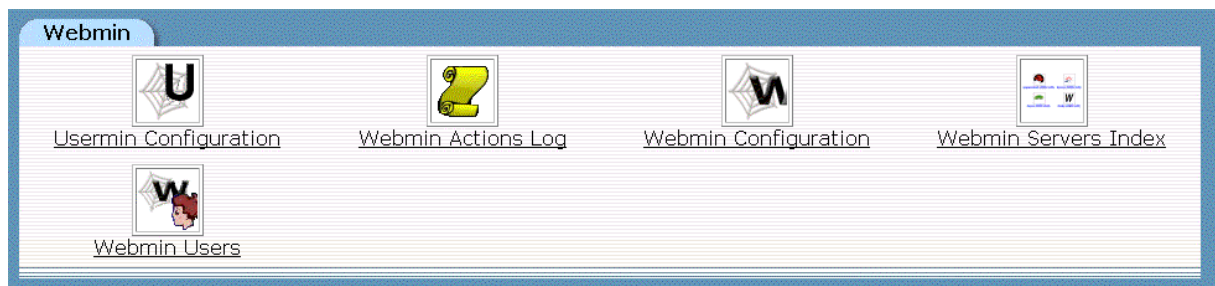 Webmin
Usermin Configuration
Webmin Actions Log
Webmin Configuration
Webmin Servers Index
Webmin Users